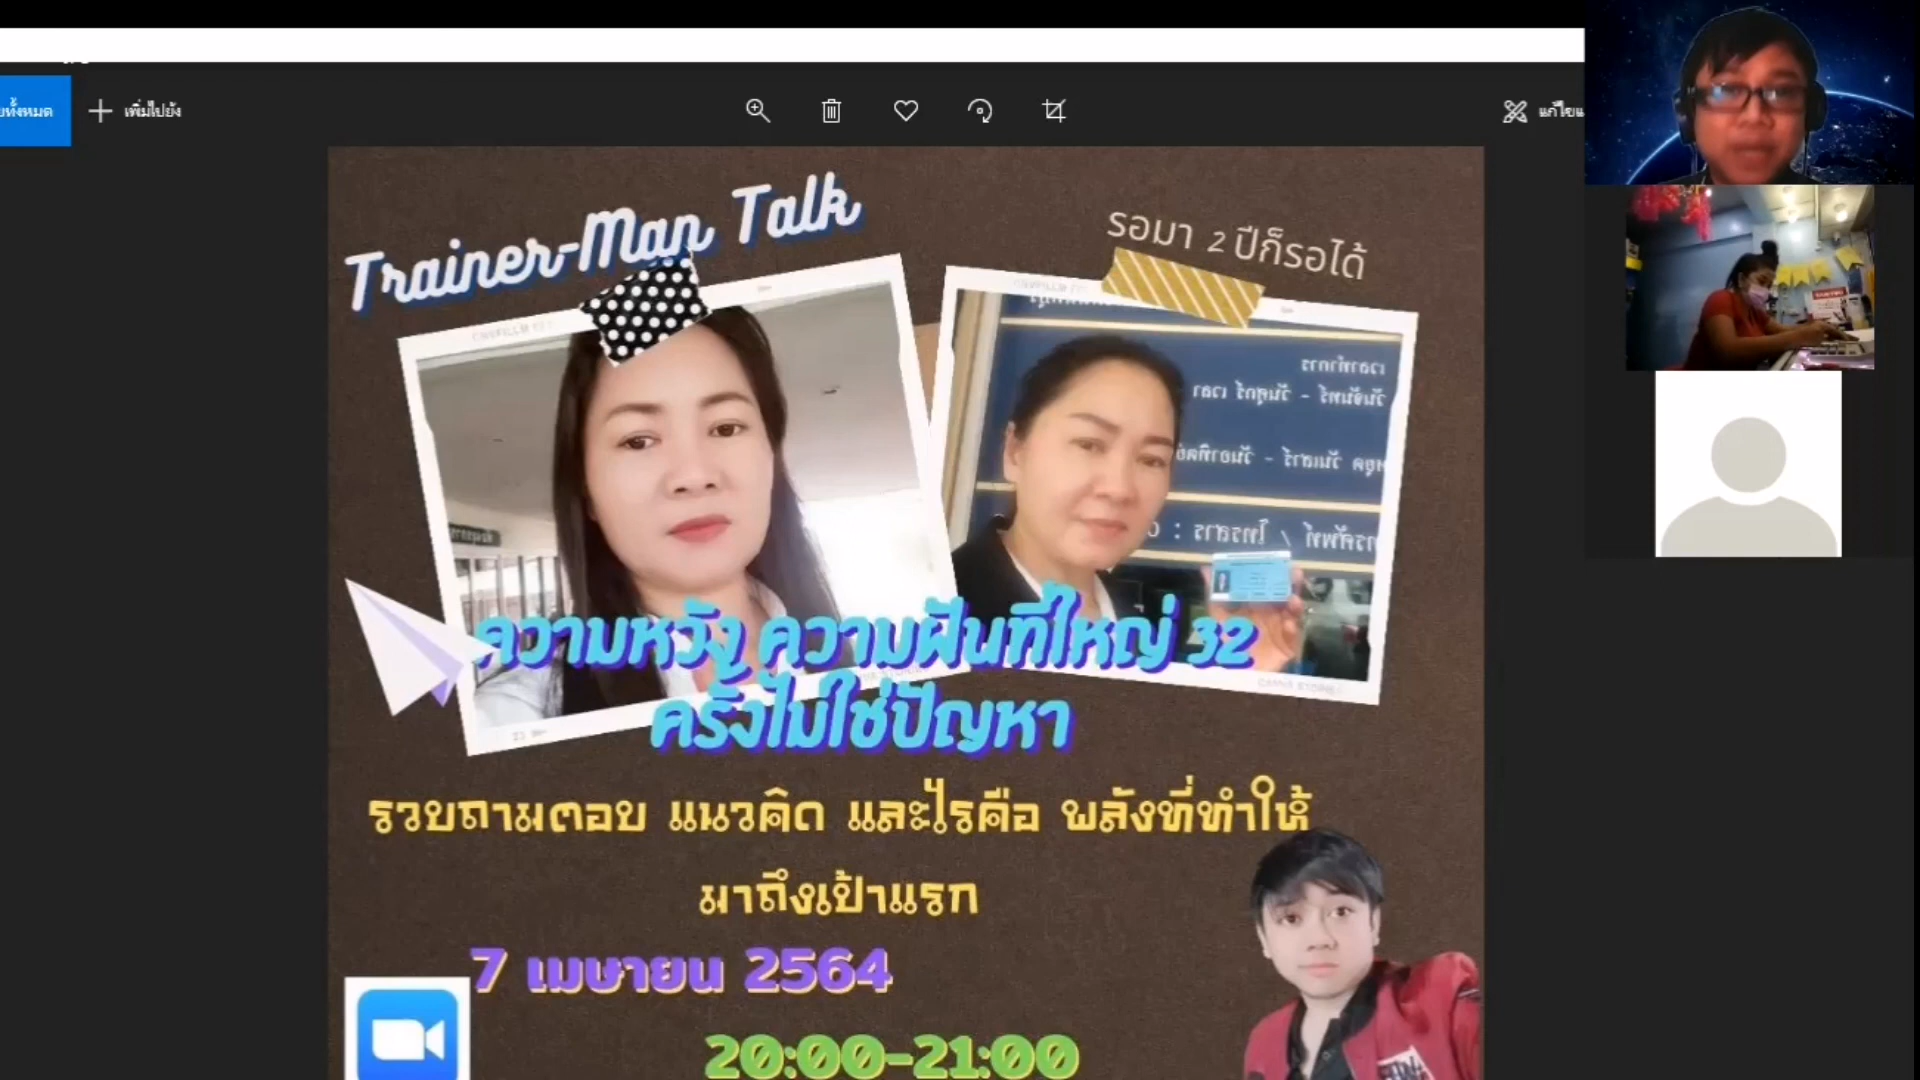 เพิ่มไปยัง
Trainer-Man Talk
รอมา 2 ปีก็รอได้
ความหวัง ความฝันที่ใหญ่ 32
ครั้งไม่ใช่ปัญหา
รวยถามตอบ แนวคิด และไรคือ พลังที่ทำให้
มาถึงเป้าแรก
7 เมษายน 2564
20:00-21:00